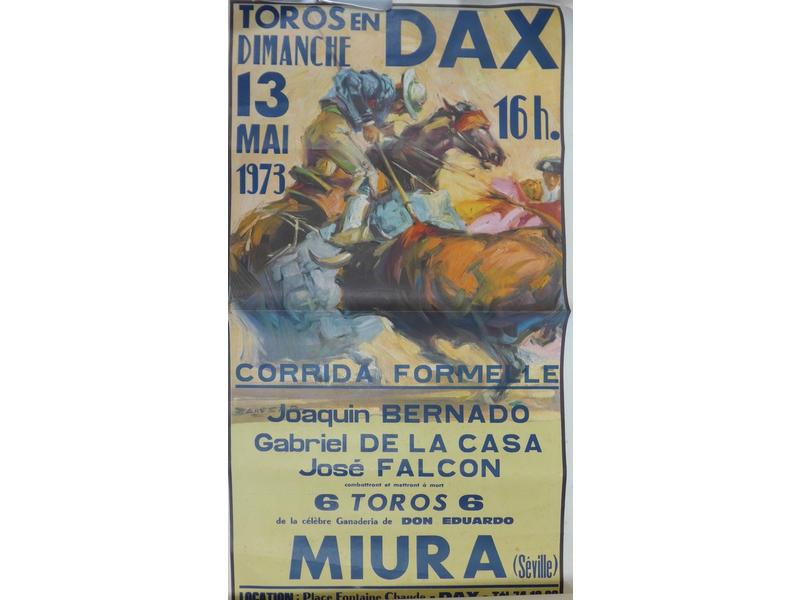 TOROS EN DAX
DIMANCHE
13
MAI
1973
16 h.
CORRIDA FORMELLE
Joaquin BERNADO
Gabriel DE LA CASA
José FALCON
combattront et mettront à mort
6 TOROS 6
de la célèbre Ganaderia de DON EDUARDO
MIURA (Séville)
LOCATION : Place Fontaine Chaude - DAX - Tél.